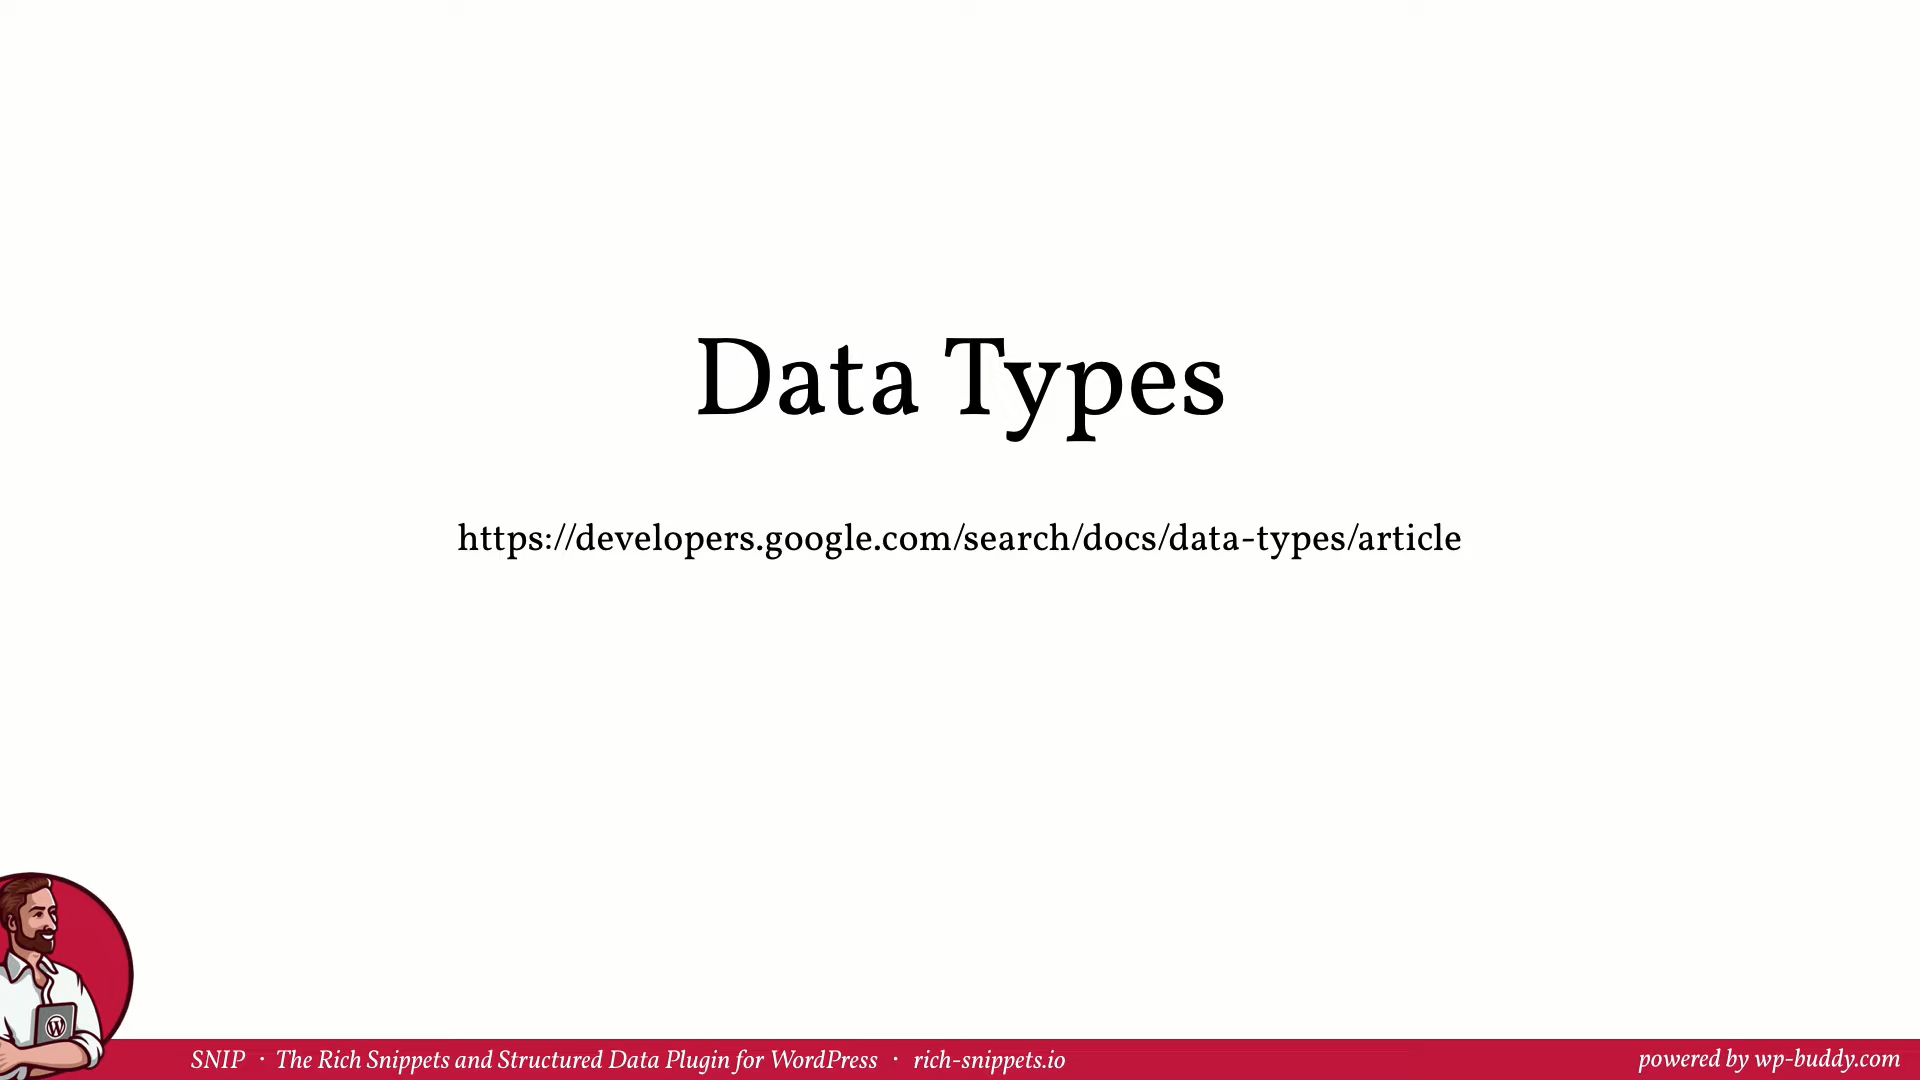 Data Types
https://developers.google.com/search/docs/data-types/article
SNIP · The Rich Snippets and Structured Data Plugin for WordPress · rich-snippets.io
powered by wp-buddy.com